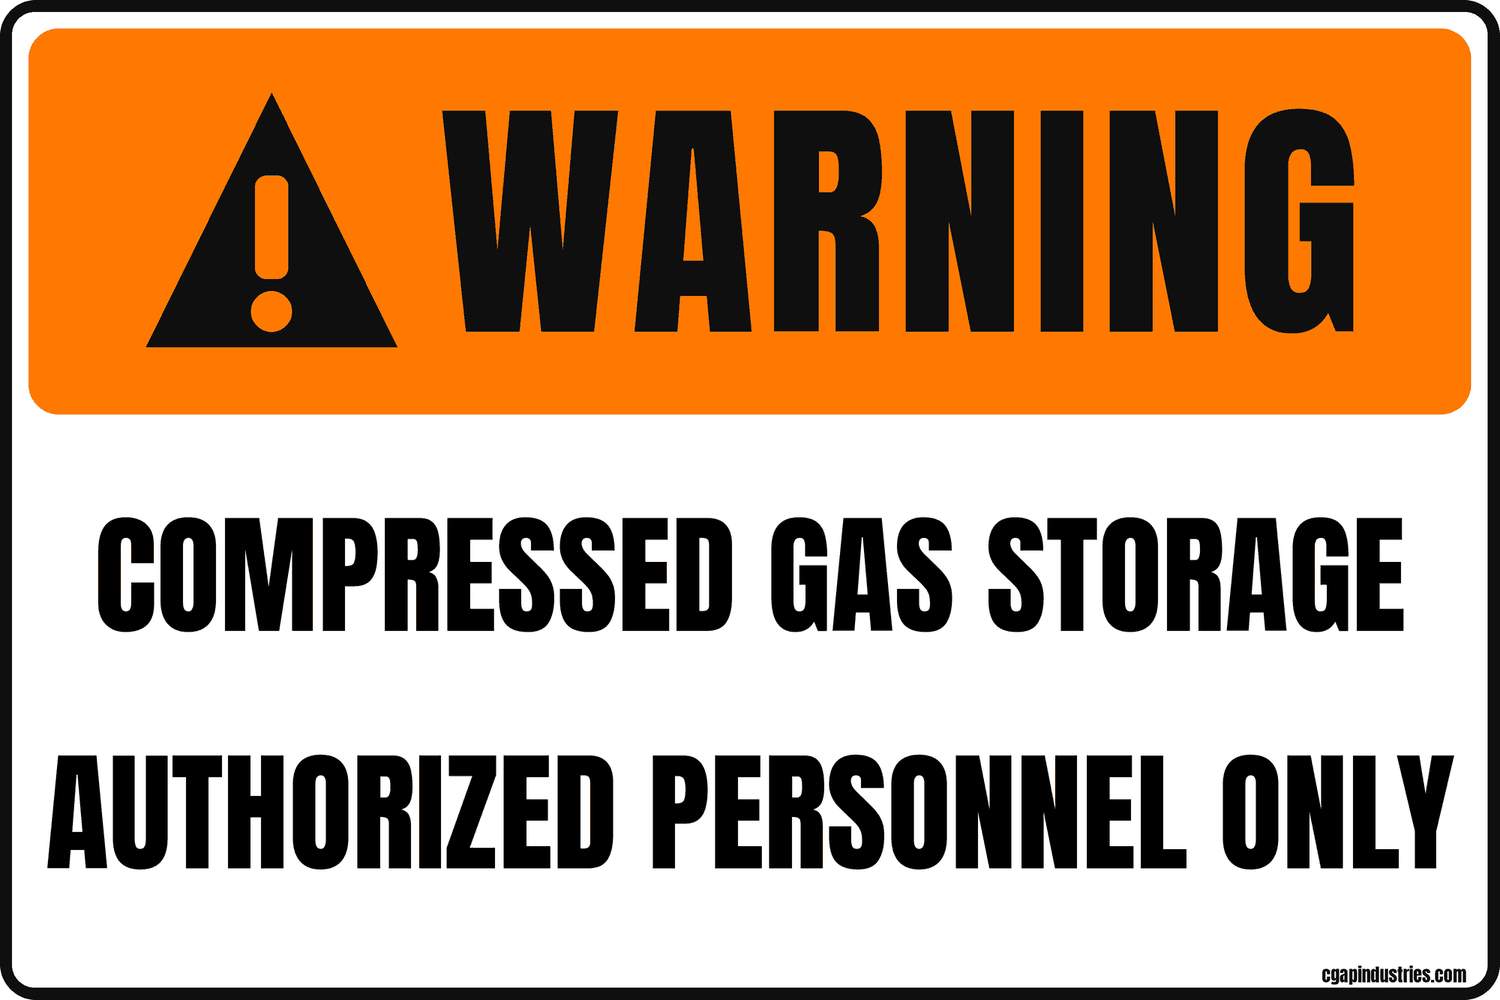 WARNING
COMPRESSED GAS STORAGE
AUTHORIZED PERSONNEL ONLY
cgapindustries.com